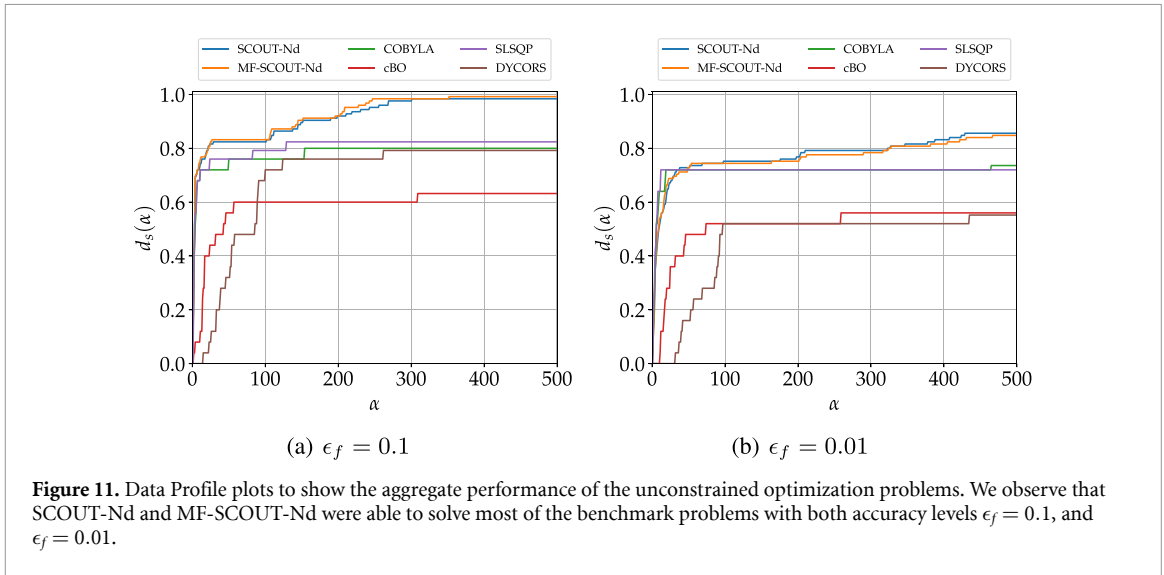 SCOUT-Nd COBYLA SLSQP
MF-SCOUT-Nd cBO DYCORS
1.0
0.8
0.6
0.4
0.2
0.0
d_s(α)
0 100 200 300 400 500
α
(a) ϵ_f = 0.1
SCOUT-Nd COBYLA SLSQP
MF-SCOUT-Nd cBO DYCORS
1.0
0.8
0.6
0.4
0.2
0.0
d_s(α)
0 100 200 300 400 500
α
(b) ϵ_f = 0.01
Figure 11. Data Profile plots to show the aggregate performance of the unconstrained optimization problems. We observe that
SCOUT-Nd and MF-SCOUT-Nd were able to solve most of the benchmark problems with both accuracy levels ϵ_f = 0.1, and
ϵ_f = 0.01.